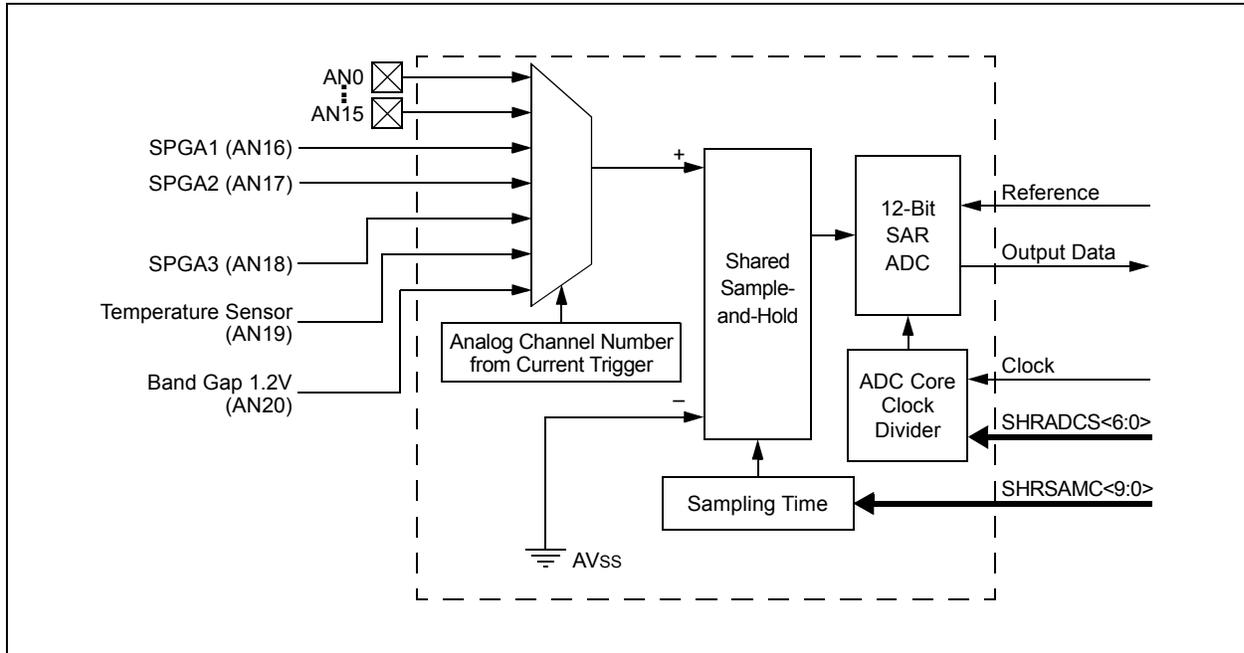 AN0
AN15
SPGA1 (AN16)
SPGA2 (AN17)
SPGA3 (AN18)
Temperature Sensor
(AN19)
Band Gap 1.2V
(AN20)
Analog Channel Number
from Current Trigger
+
–
Shared
Sample-
and-Hold
12-Bit
SAR
ADC
Reference
Output Data
ADC Core
Clock
Divider
Clock
SHRADCS<6:0>
Sampling Time
SHRSAMC<9:0>
AVSS